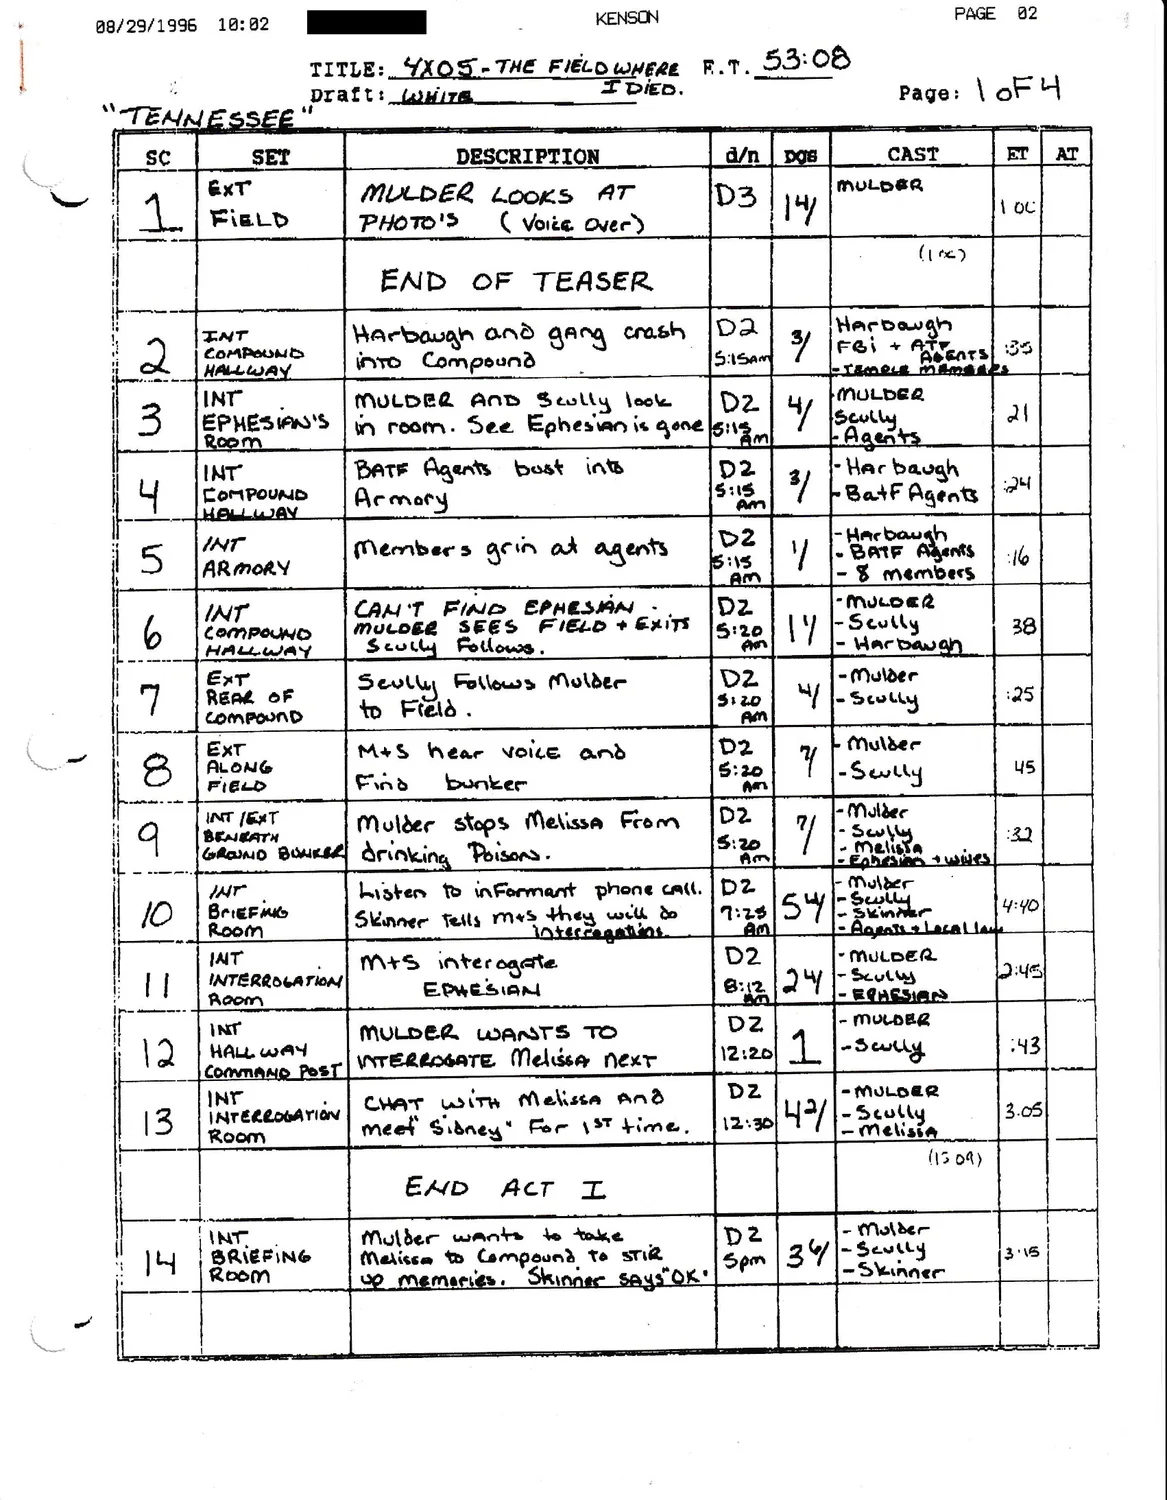 08/29/1996 10:02 KENSON PAGE 02
TITLE: 4X05-THE FIELD WHERE I DIED. E.T. 53:08
Draft: WHITE Page: 1 OF 4
"TENNESSEE"
SC SET DESCRIPTION d/n PGS CAST ET AT
1 EXT FIELD MULDER LOOKS AT PHOTO'S (Voice Over) D3 1 4/ MULDER 1 00
END OF TEASER (1 00)
2 INT COMPOUND HALLWAY Harbaugh and gang crash into Compound D2 5:15am 3/ Harbaugh FBi + ATF AGENTS -TEMPLE MEMBERS :35
3 INT EPHESIAN'S Room MULDER AND Scully look in room. See Ephesian is gone D2 5:15 Am 4/ MULDER Scully -Agents 21
4 INT COMPOUND HALLWAY BATF Agents bust into Armory D2 5:15 Am 3/ -Harbaugh -BatF Agents :24
5 INT ARMORY Members grin at agents D2 5:15 Am 1/ -Harbaugh - BATF Agents - 8 members :16
6 INT COMPOUND HALLWAY CAN'T FIND EPHESIAN. MULDER SEES FIELD + EXITS Scully Follows. D2 5:20 Am 1 1/ -MULDER -Scully - Harbaugh 38
7 EXT REAR OF COMPOUND Scully Follows Mulder to Field. D2 5:20 Am 4/ -Mulder -Scully :25
8 EXT ALONG FIELD M+S hear voice and Find bunker D2 5:20 Am 7/ - Mulder -Scully 45
9 INT/EXT BENEATH GROUND BUNKER Mulder stops Melissa From drinking Poison. D2 5:20 Am 7/ -Mulder - Scully - Melissa - Ephesian + wives :32
10 INT BRIEFING Room Listen to inFormant phone call. Skinner Tells M+S they will do interrogations. D2 7:25 AM 5 4/ - Mulder -Scully - Skinner - Agents + Local law 4:40
11 INT INTERROGATION Room M+S interogate EPHESIAN D2 8:12 Am 2 4/ -MULDER -Scully - EPHESIAN 2:45
12 INT HALLWAY COMMAND POST MULDER WANTS TO INTERROGATE Melissa next D2 12:20 1 - MULDER -Scully :43
13 INT INTERROGATION Room CHAT WITH Melissa And meet "Sidney" For 1ST time. D2 12:30 4 2/ -MULDER -Scully -Melissa 3:05
END ACT I (15 09)
14 INT BRIEFING Room Mulder wants to take Melissa to Compound to STIR up memories. Skinner says "OK" D2 5pm 3 6/ - Mulder -Scully -Skinner 3:15